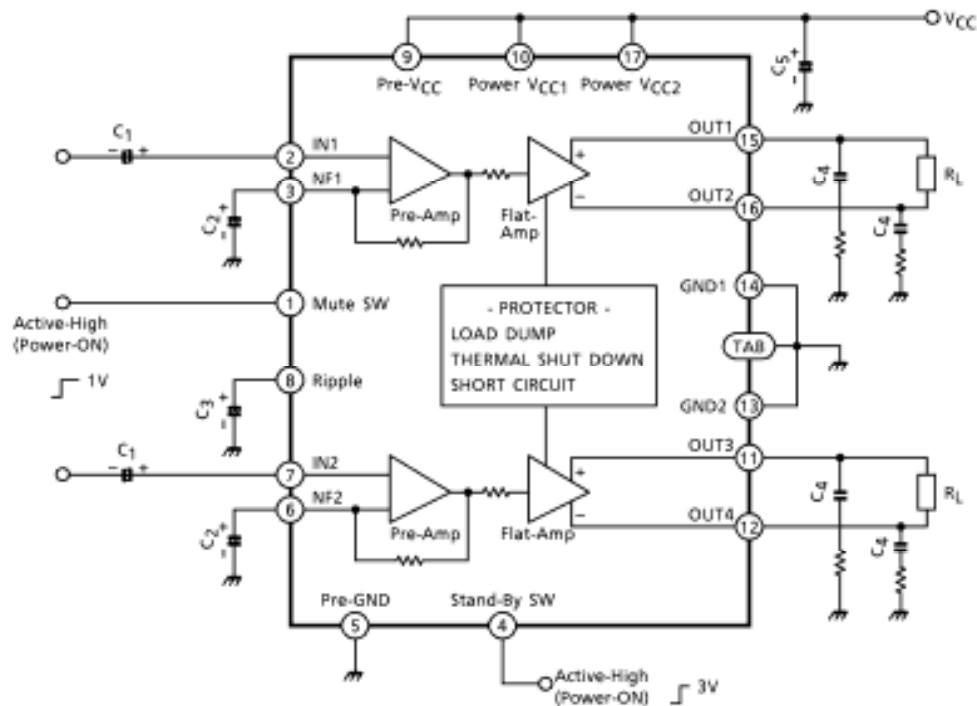 VCC
9
10
17
C5
+
-
Pre-VCC
Power VCC1
Power VCC2
C1
- +
2
IN1
OUT1
15
3
NF1
+
-
C2
+
-
Pre-Amp
Flat-
Amp
OUT2
16
C4
RL
C4
1
Mute SW
Active-High
(Power-ON)
1V
- PROTECTOR -
LOAD DUMP
THERMAL SHUT DOWN
SHORT CIRCUIT
GND1
14
TAB
GND2
13
8
Ripple
C3
+
-
C1
- +
7
IN2
OUT3
11
6
NF2
+
-
C2
+
-
Pre-Amp
Flat-Amp
OUT4
12
C4
RL
C4
Pre-GND
5
Stand-By SW
4
Active-High
(Power-ON)
3V